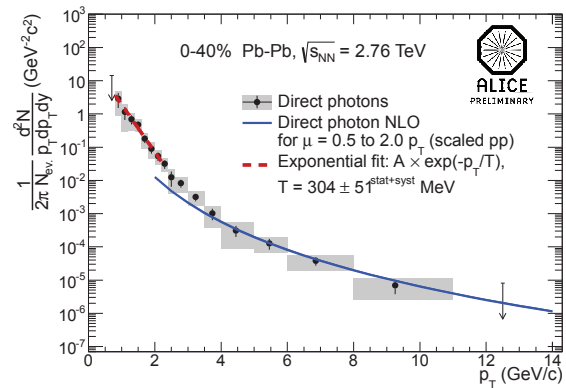 0-40% Pb-Pb, √sNN = 2.76 TeV
ALICE
PRELIMINARY
Direct photons
Direct photon NLO
for μ = 0.5 to 2.0 pT (scaled pp)
Exponential fit: A × exp(-pT/T),
T = 304 ± 51^stat+syst MeV
1/(2π Nev.) d²N/(pT dpT dy) (GeV⁻²c²)
10³
10²
10
1
10⁻¹
10⁻²
10⁻³
10⁻⁴
10⁻⁵
10⁻⁶
10⁻⁷
0 2 4 6 8 10 12 14
pT (GeV/c)